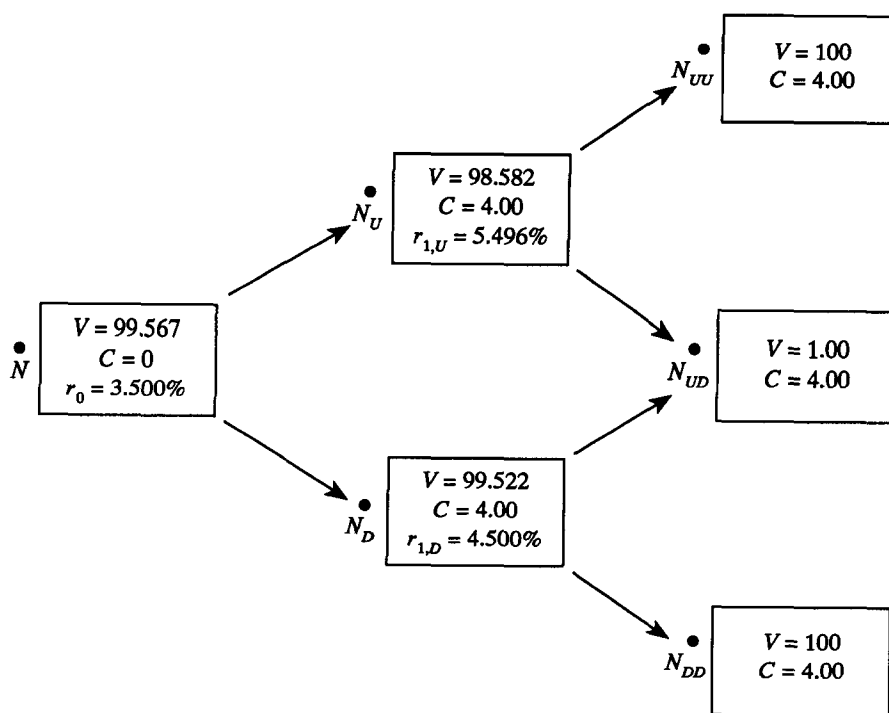 N_UU
V = 100
C = 4.00
N_U
V = 98.582
C = 4.00
r_1,U = 5.496%
N
V = 99.567
C = 0
r_0 = 3.500%
N_UD
V = 1.00
C = 4.00
N_D
V = 99.522
C = 4.00
r_1,D = 4.500%
N_DD
V = 100
C = 4.00